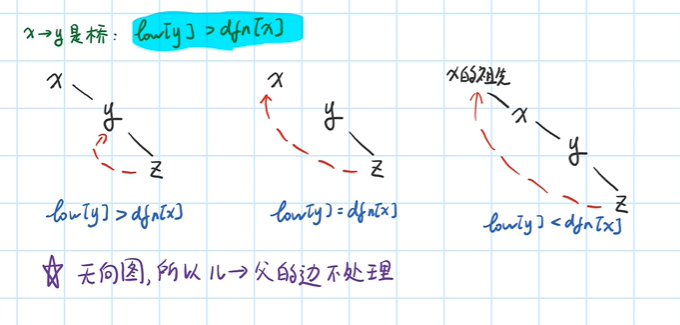 x→y是桥: low[y] > dfn[x]
x
y
z
low[y] > dfn[x]
x
y
z
low[y] = dfn[x]
x的祖先
x
y
z
low[y] < dfn[x]
☆ 无向图,所以儿→父的边不处理